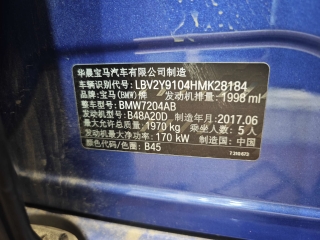 华晨宝马汽车有限公司制造
车辆识别代号: LBV2Y9104HMK28184
品牌: 宝马(BMW)牌 发动机排量: 1998 ml
整车型号: BMW7204AB
发动机型号: B48A20D 制造年月: 2017.06
最大允许总质量: 1970 kg 乘坐人数: 5 人
发动机最大净功率: 170 kW 制造国: 中国
颜色代码/色圈: B45